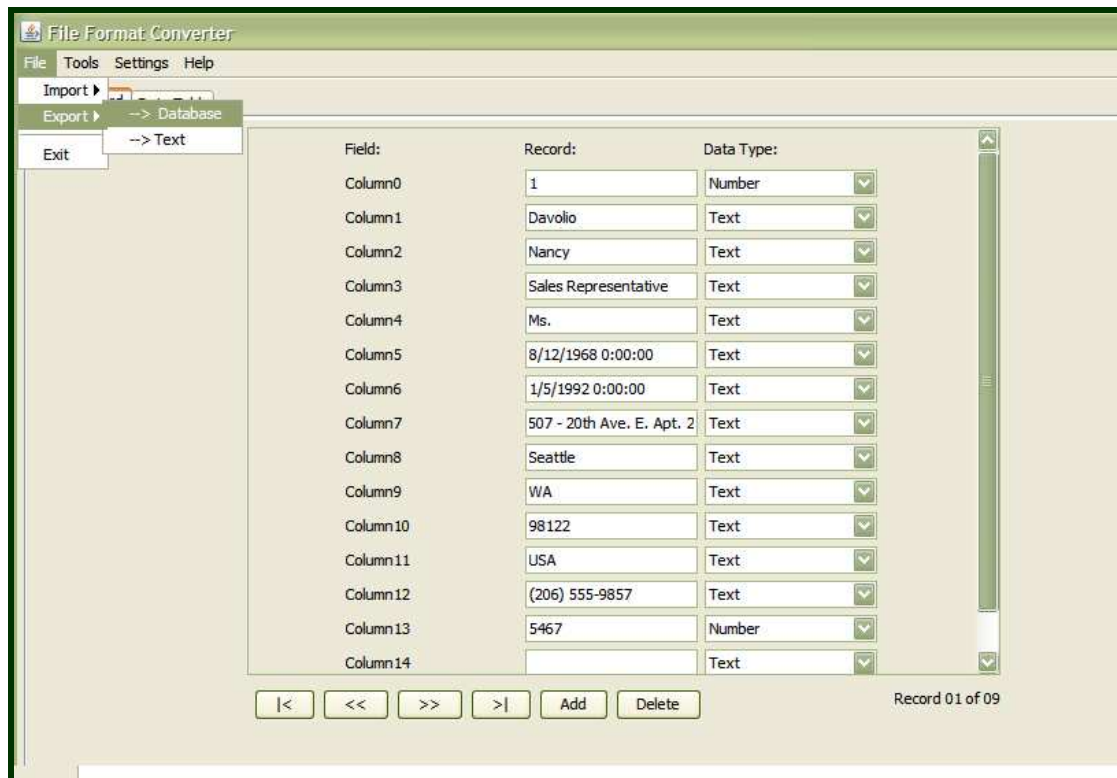 File Format Converter
File Tools Settings Help
Import
Export
--> Database
--> Text
Exit
Field: Record: Data Type:
Column0 1 Number
Column1 Davolio Text
Column2 Nancy Text
Column3 Sales Representative Text
Column4 Ms. Text
Column5 8/12/1968 0:00:00 Text
Column6 1/5/1992 0:00:00 Text
Column7 507 - 20th Ave. E. Apt. 2 Text
Column8 Seattle Text
Column9 WA Text
Column10 98122 Text
Column11 USA Text
Column12 (206) 555-9857 Text
Column13 5467 Number
Column14 Text
|< << >> >| Add Delete Record 01 of 09